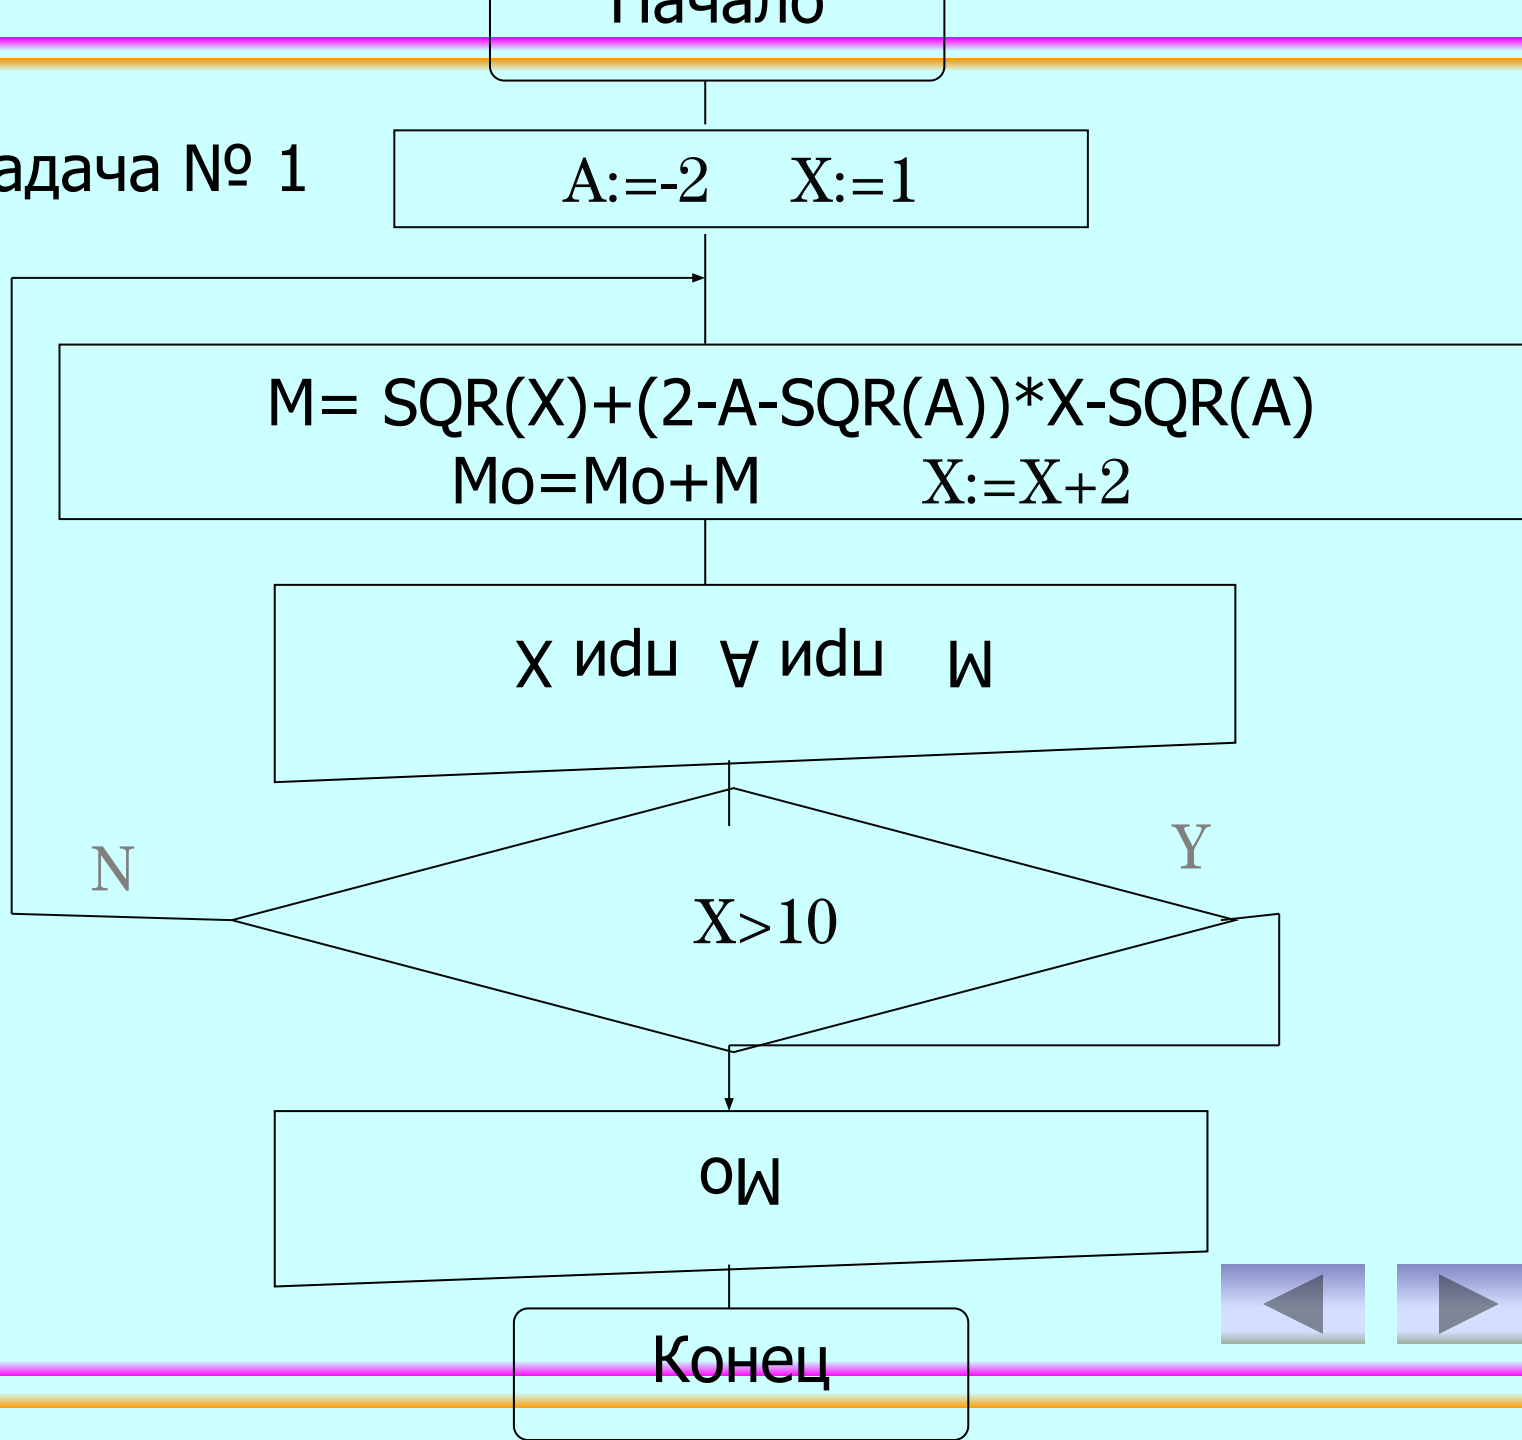 Начало
адача № 1
A:=-2 X:=1
M= SQR(X)+(2-A-SQR(A))*X-SQR(A)
Mo=Mo+M X:=X+2
M при A при X
N
Y
X>10
Mo
Конец